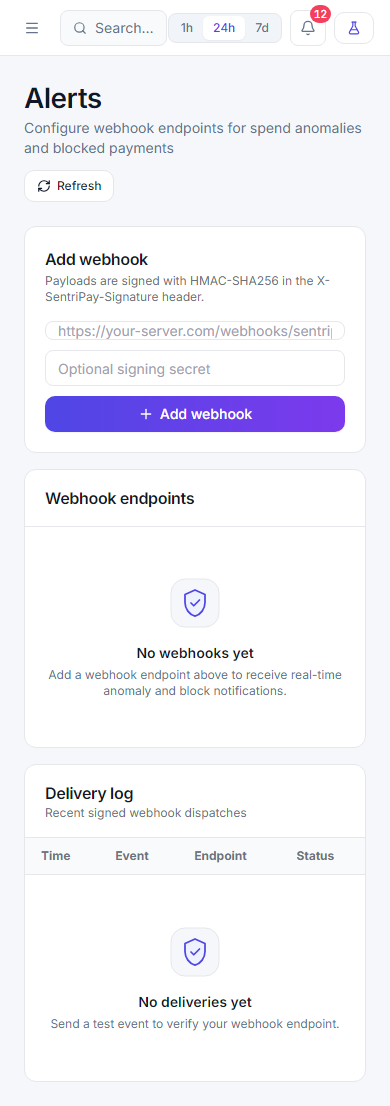 Search...
1h
24h
7d
12
Alerts
Configure webhook endpoints for spend anomalies
and blocked payments
Refresh
Add webhook
Payloads are signed with HMAC-SHA256 in the X-
SentriPay-Signature header.
https://your-server.com/webhooks/sentri
Optional signing secret
+ Add webhook
Webhook endpoints
No webhooks yet
Add a webhook endpoint above to receive real-time
anomaly and block notifications.
Delivery log
Recent signed webhook dispatches
Time Event Endpoint Status
No deliveries yet
Send a test event to verify your webhook endpoint.